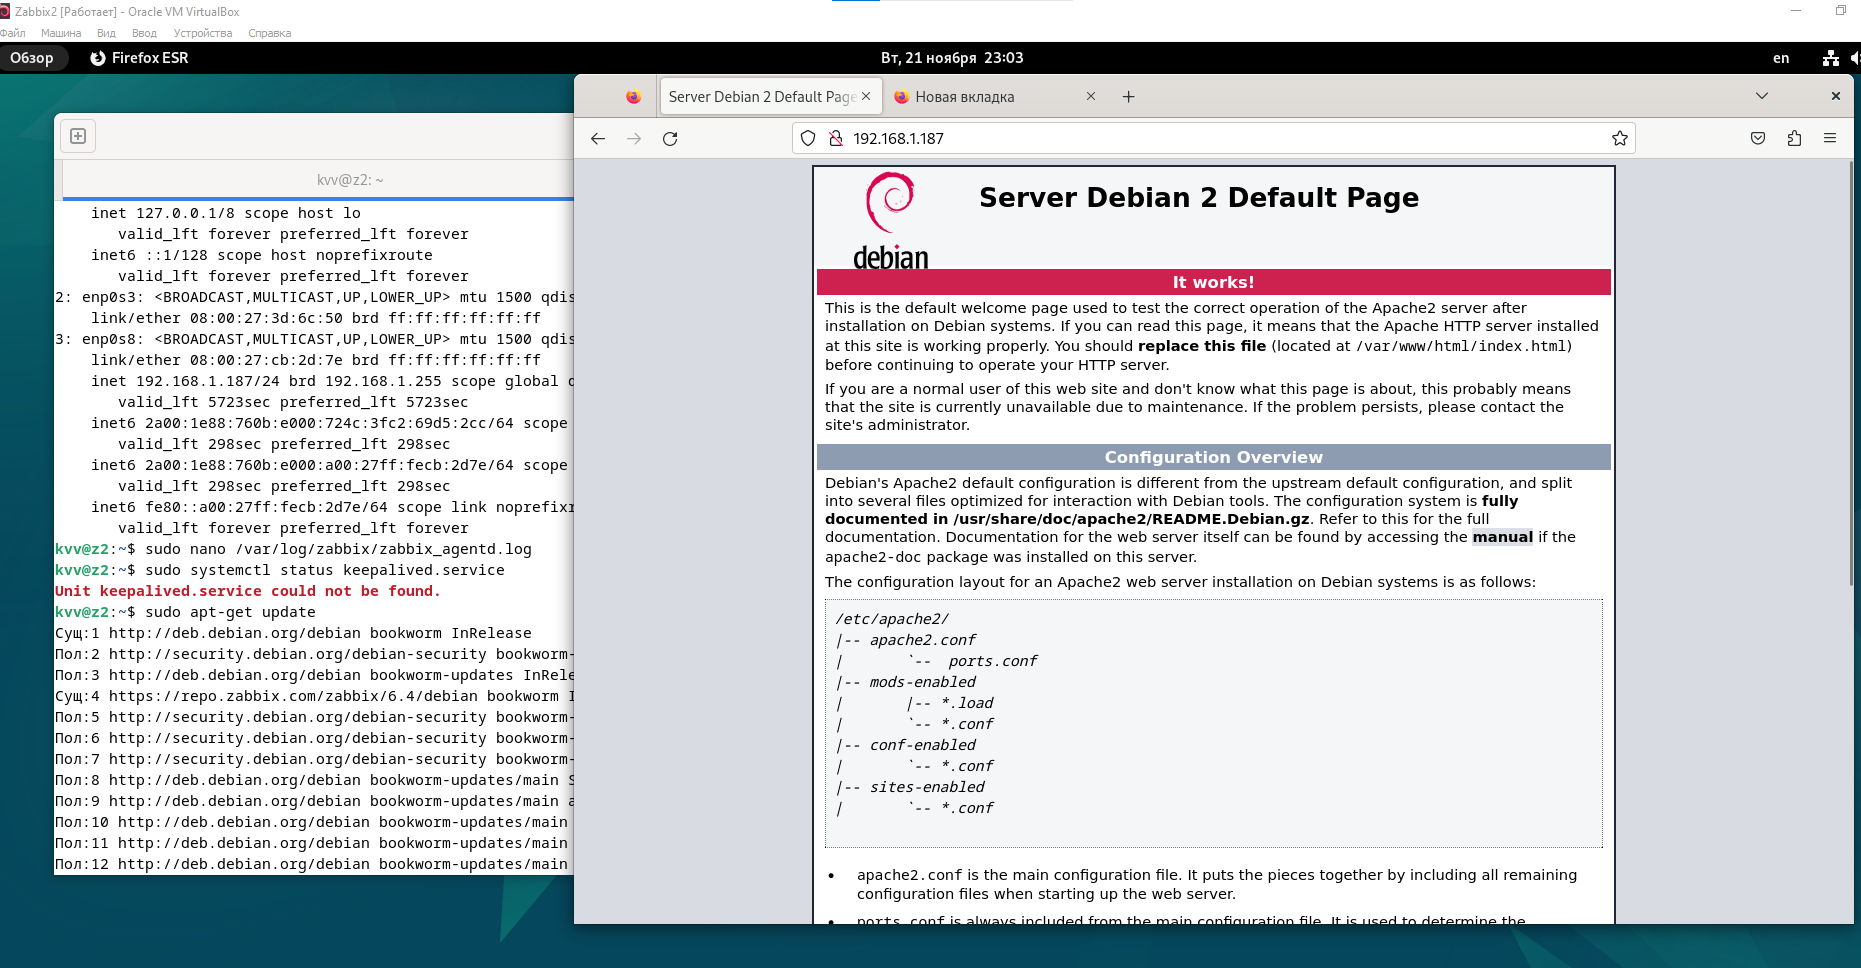 Zabbix2 [Работает] - Oracle VM VirtualBox
Файл Машина Вид Ввод Устройства Справка
Обзор Firefox ESR Вт, 21 ноября 23:03 en
kvv@z2: ~
inet 127.0.0.1/8 scope host lo
valid_lft forever preferred_lft forever
inet6 ::1/128 scope host noprefixroute
valid_lft forever preferred_lft forever
2: enp0s3: <BROADCAST,MULTICAST,UP,LOWER_UP> mtu 1500 qdis
link/ether 08:00:27:3d:6c:50 brd ff:ff:ff:ff:ff:ff
3: enp0s8: <BROADCAST,MULTICAST,UP,LOWER_UP> mtu 1500 qdis
link/ether 08:00:27:cb:2d:7e brd ff:ff:ff:ff:ff:ff
inet 192.168.1.187/24 brd 192.168.1.255 scope global
valid_lft 5723sec preferred_lft 5723sec
inet6 2a00:1e88:760b:e000:724c:3fc2:69d5:2cc/64 scope
valid_lft 298sec preferred_lft 298sec
inet6 2a00:1e88:760b:e000:a00:27ff:fecb:2d7e/64 scope
valid_lft 298sec preferred_lft 298sec
inet6 fe80::a00:27ff:fecb:2d7e/64 scope link noprefixr
valid_lft forever preferred_lft forever
kvv@z2:~$ sudo nano /var/log/zabbix/zabbix_agentd.log
kvv@z2:~$ sudo systemctl status keepalived.service
Unit keepalived.service could not be found.
kvv@z2:~$ sudo apt-get update
Сущ:1 http://deb.debian.org/debian bookworm InRelease
Пол:2 http://security.debian.org/debian-security bookworm-
Пол:3 http://deb.debian.org/debian bookworm-updates InRele
Сущ:4 https://repo.zabbix.com/zabbix/6.4/debian bookworm I
Пол:5 http://security.debian.org/debian-security bookworm-
Пол:6 http://security.debian.org/debian-security bookworm-
Пол:7 http://security.debian.org/debian-security bookworm-
Пол:8 http://deb.debian.org/debian bookworm-updates/main S
Пол:9 http://deb.debian.org/debian bookworm-updates/main a
Пол:10 http://deb.debian.org/debian bookworm-updates/main
Пол:11 http://deb.debian.org/debian bookworm-updates/main
Пол:12 http://deb.debian.org/debian bookworm-updates/main
Server Debian 2 Default Page Новая вкладка
192.168.1.187
debian
Server Debian 2 Default Page
It works!
This is the default welcome page used to test the correct operation of the Apache2 server after
installation on Debian systems. If you can read this page, it means that the Apache HTTP server installed
at this site is working properly. You should replace this file (located at /var/www/html/index.html)
before continuing to operate your HTTP server.
If you are a normal user of this web site and don't know what this page is about, this probably means
that the site is currently unavailable due to maintenance. If the problem persists, please contact the
site's administrator.
Configuration Overview
Debian's Apache2 default configuration is different from the upstream default configuration, and split
into several files optimized for interaction with Debian tools. The configuration system is fully
documented in /usr/share/doc/apache2/README.Debian.gz. Refer to this for the full
documentation. Documentation for the web server itself can be found by accessing the manual if the
apache2-doc package was installed on this server.
The configuration layout for an Apache2 web server installation on Debian systems is as follows:
/etc/apache2/
|-- apache2.conf
|       `--  ports.conf
|-- mods-enabled
|       |-- *.load
|       `-- *.conf
|-- conf-enabled
|       `-- *.conf
|-- sites-enabled
|       `-- *.conf
• apache2.conf is the main configuration file. It puts the pieces together by including all remaining
configuration files when starting up the web server.
• ports.conf is always included from the main configuration file. It is used to determine the